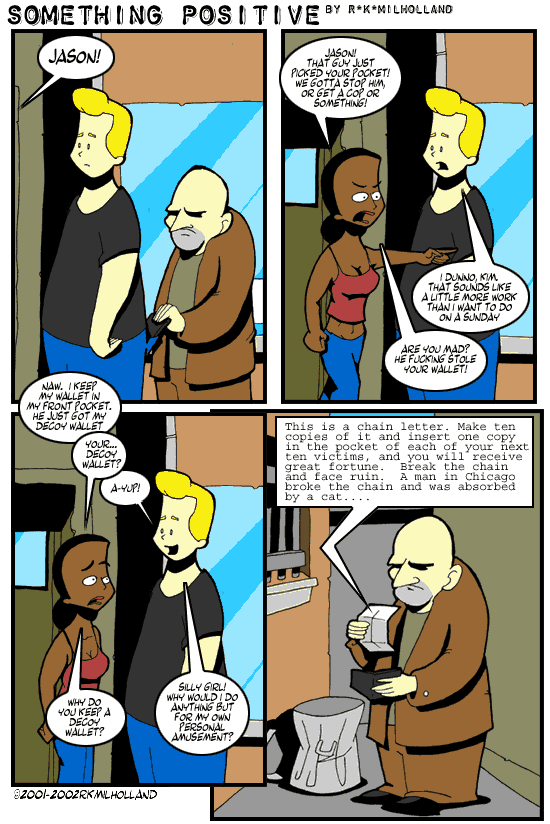 SOMETHING POSITIVE BY R*K*MILHOLLAND
JASON!
JASON!
THAT GUY JUST
PICKED YOUR POCKET!
WE GOTTA STOP HIM,
OR GET A COP OR
SOMETHING!
I DUNNO, KIM.
THAT SOUNDS LIKE
A LITTLE MORE WORK
THAN I WANT TO DO
ON A SUNDAY
ARE YOU MAD?
HE FUCKING STOLE
YOUR WALLET!
NAW. I KEEP
MY WALLET IN
MY FRONT POCKET.
HE JUST GOT MY
DECOY WALLET
YOUR...
DECOY
WALLET?
A-YUP!
WHY DO
YOU KEEP A
DECOY
WALLET?
SILLY GIRL!
WHY WOULD I DO
ANYTHING BUT
FOR MY OWN
PERSONAL
AMUSEMENT?
This is a chain letter. Make ten
copies of it and insert one copy
in the pocket of each of your next
ten victims, and you will receive
great fortune. Break the chain
and face ruin. A man in Chicago
broke the chain and was absorbed
by a cat....
©2001-2002RKMILHOLLAND